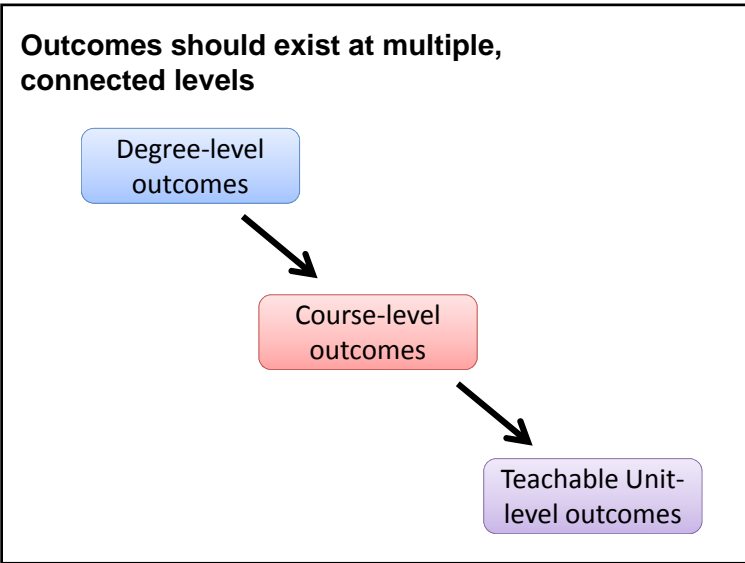 Outcomes should exist at multiple,
connected levels
Degree-level
outcomes
Course-level
outcomes
Teachable Unit-
level outcomes